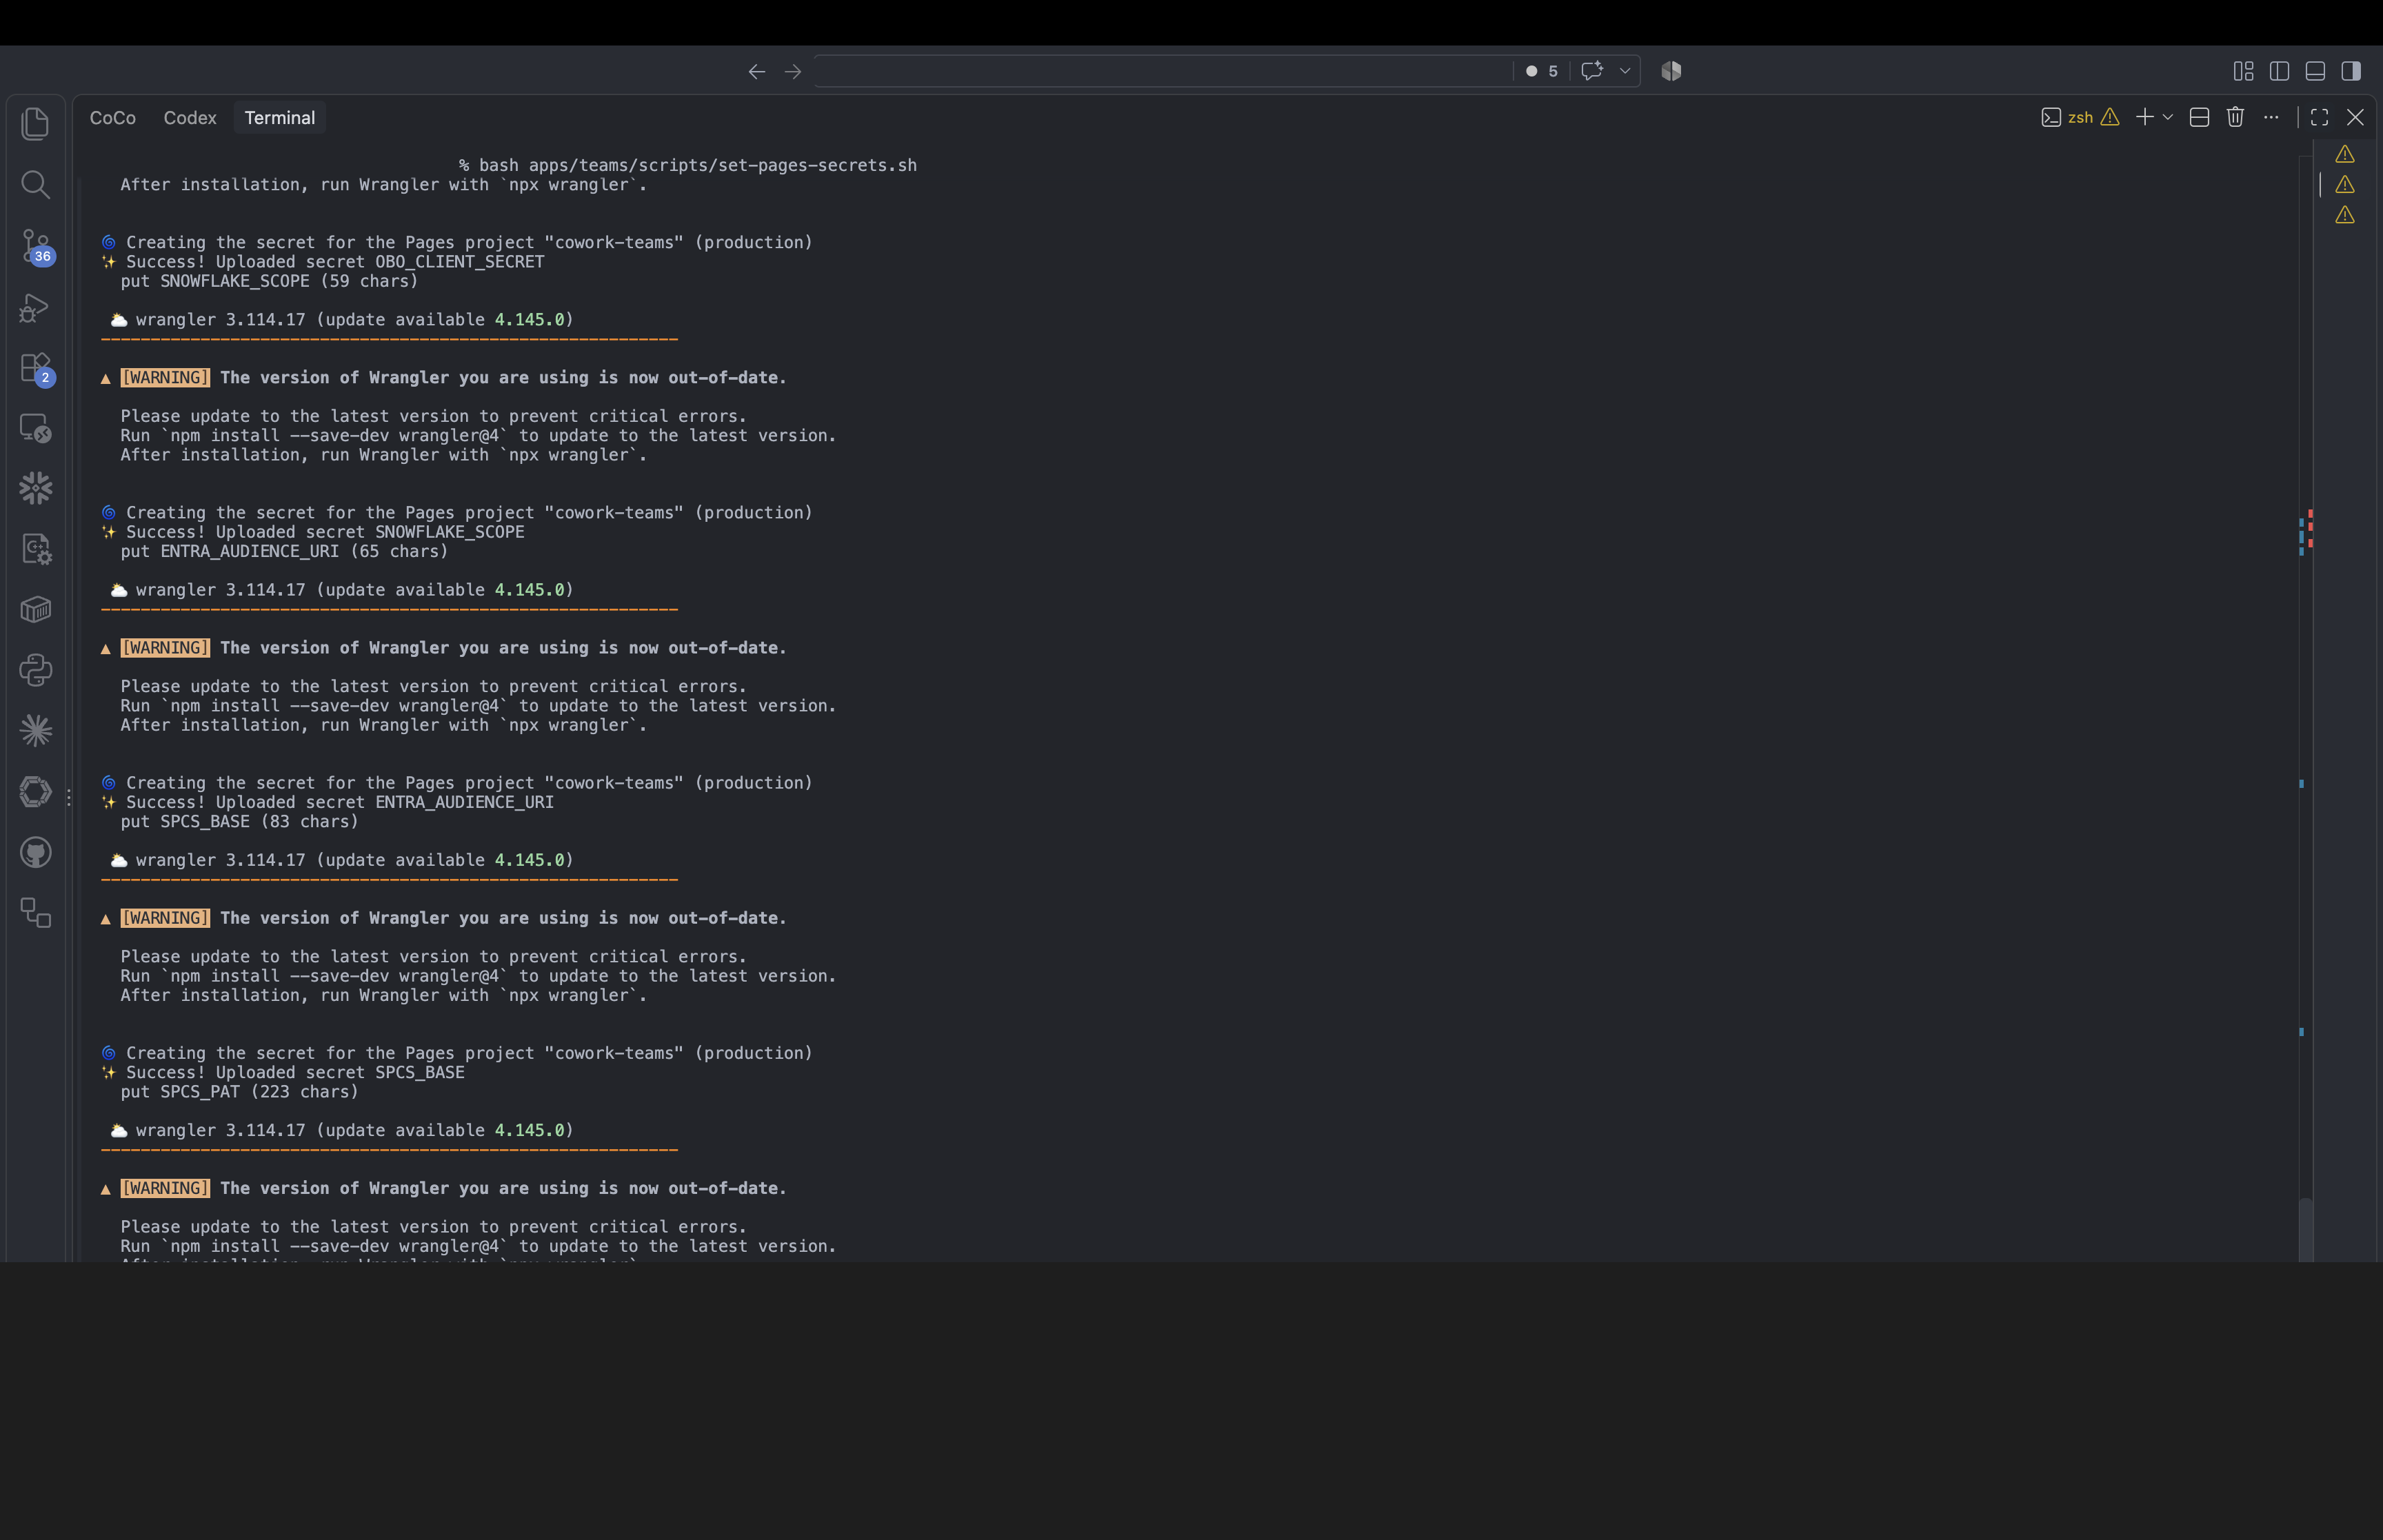 5
CoCo Codex Terminal
zsh
% bash apps/teams/scripts/set-pages-secrets.sh
After installation, run Wrangler with `npx wrangler`.
36
🌀 Creating the secret for the Pages project "cowork-teams" (production)
✨ Success! Uploaded secret OBO_CLIENT_SECRET
put SNOWFLAKE_SCOPE (59 chars)
2
⛅️ wrangler 3.114.17 (update available 4.145.0)
-----------------------------------------------------------
▲ [WARNING] The version of Wrangler you are using is now out-of-date.
Please update to the latest version to prevent critical errors.
Run `npm install --save-dev wrangler@4` to update to the latest version.
After installation, run Wrangler with `npx wrangler`.
🌀 Creating the secret for the Pages project "cowork-teams" (production)
✨ Success! Uploaded secret SNOWFLAKE_SCOPE
put ENTRA_AUDIENCE_URI (65 chars)
⛅️ wrangler 3.114.17 (update available 4.145.0)
-----------------------------------------------------------
▲ [WARNING] The version of Wrangler you are using is now out-of-date.
Please update to the latest version to prevent critical errors.
Run `npm install --save-dev wrangler@4` to update to the latest version.
After installation, run Wrangler with `npx wrangler`.
🌀 Creating the secret for the Pages project "cowork-teams" (production)
✨ Success! Uploaded secret ENTRA_AUDIENCE_URI
put SPCS_BASE (83 chars)
⛅️ wrangler 3.114.17 (update available 4.145.0)
-----------------------------------------------------------
▲ [WARNING] The version of Wrangler you are using is now out-of-date.
Please update to the latest version to prevent critical errors.
Run `npm install --save-dev wrangler@4` to update to the latest version.
After installation, run Wrangler with `npx wrangler`.
🌀 Creating the secret for the Pages project "cowork-teams" (production)
✨ Success! Uploaded secret SPCS_BASE
put SPCS_PAT (223 chars)
⛅️ wrangler 3.114.17 (update available 4.145.0)
-----------------------------------------------------------
▲ [WARNING] The version of Wrangler you are using is now out-of-date.
Please update to the latest version to prevent critical errors.
Run `npm install --save-dev wrangler@4` to update to the latest version.